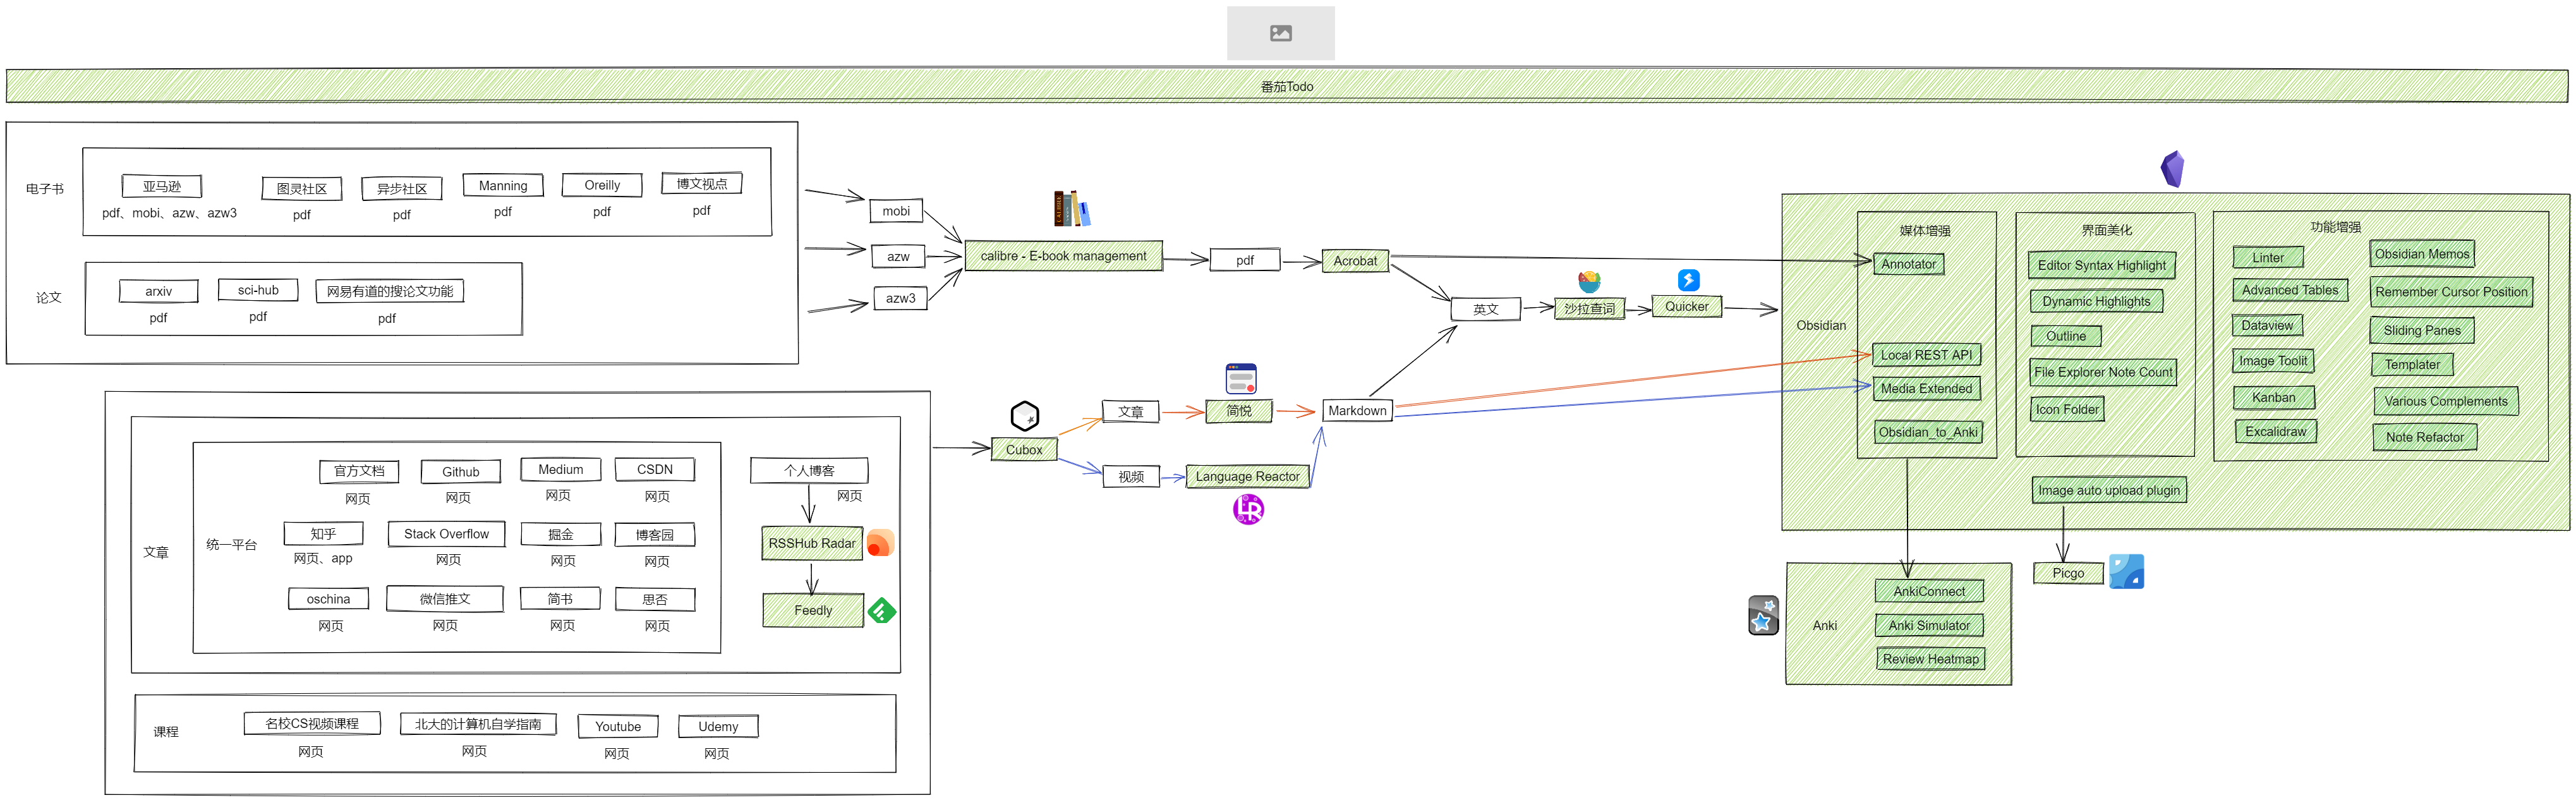 番茄Todo
电子书
亚马逊
pdf、mobi、azw、azw3
图灵社区
pdf
异步社区
pdf
Manning
pdf
Oreilly
pdf
博文视点
pdf
论文
arxiv
pdf
sci-hub
pdf
网易有道的搜论文功能
pdf
mobi
azw
azw3
calibre - E-book management
pdf
Acrobat
英文
沙拉查词
Quicker
文章
统一平台
官方文档
网页
Github
网页
Medium
网页
CSDN
网页
知乎
网页、app
Stack Overflow
网页
掘金
网页
博客园
网页
oschina
网页
微信推文
网页
简书
网页
思否
网页
个人博客
网页
RSSHub Radar
Feedly
课程
名校CS视频课程
网页
北大的计算机自学指南
网页
Youtube
网页
Udemy
网页
Cubox
文章
简悦
Markdown
视频
Language Reactor
Obsidian
媒体增强
Annotator
Local REST API
Media Extended
Obsidian_to_Anki
界面美化
Editor Syntax Highlight
Dynamic Highlights
Outline
File Explorer Note Count
Icon Folder
Image auto upload plugin
功能增强
Linter
Advanced Tables
Dataview
Image Toolit
Kanban
Excalidraw
Obsidian Memos
Remember Cursor Position
Sliding Panes
Templater
Various Complements
Note Refactor
Picgo
Anki
AnkiConnect
Anki Simulator
Review Heatmap